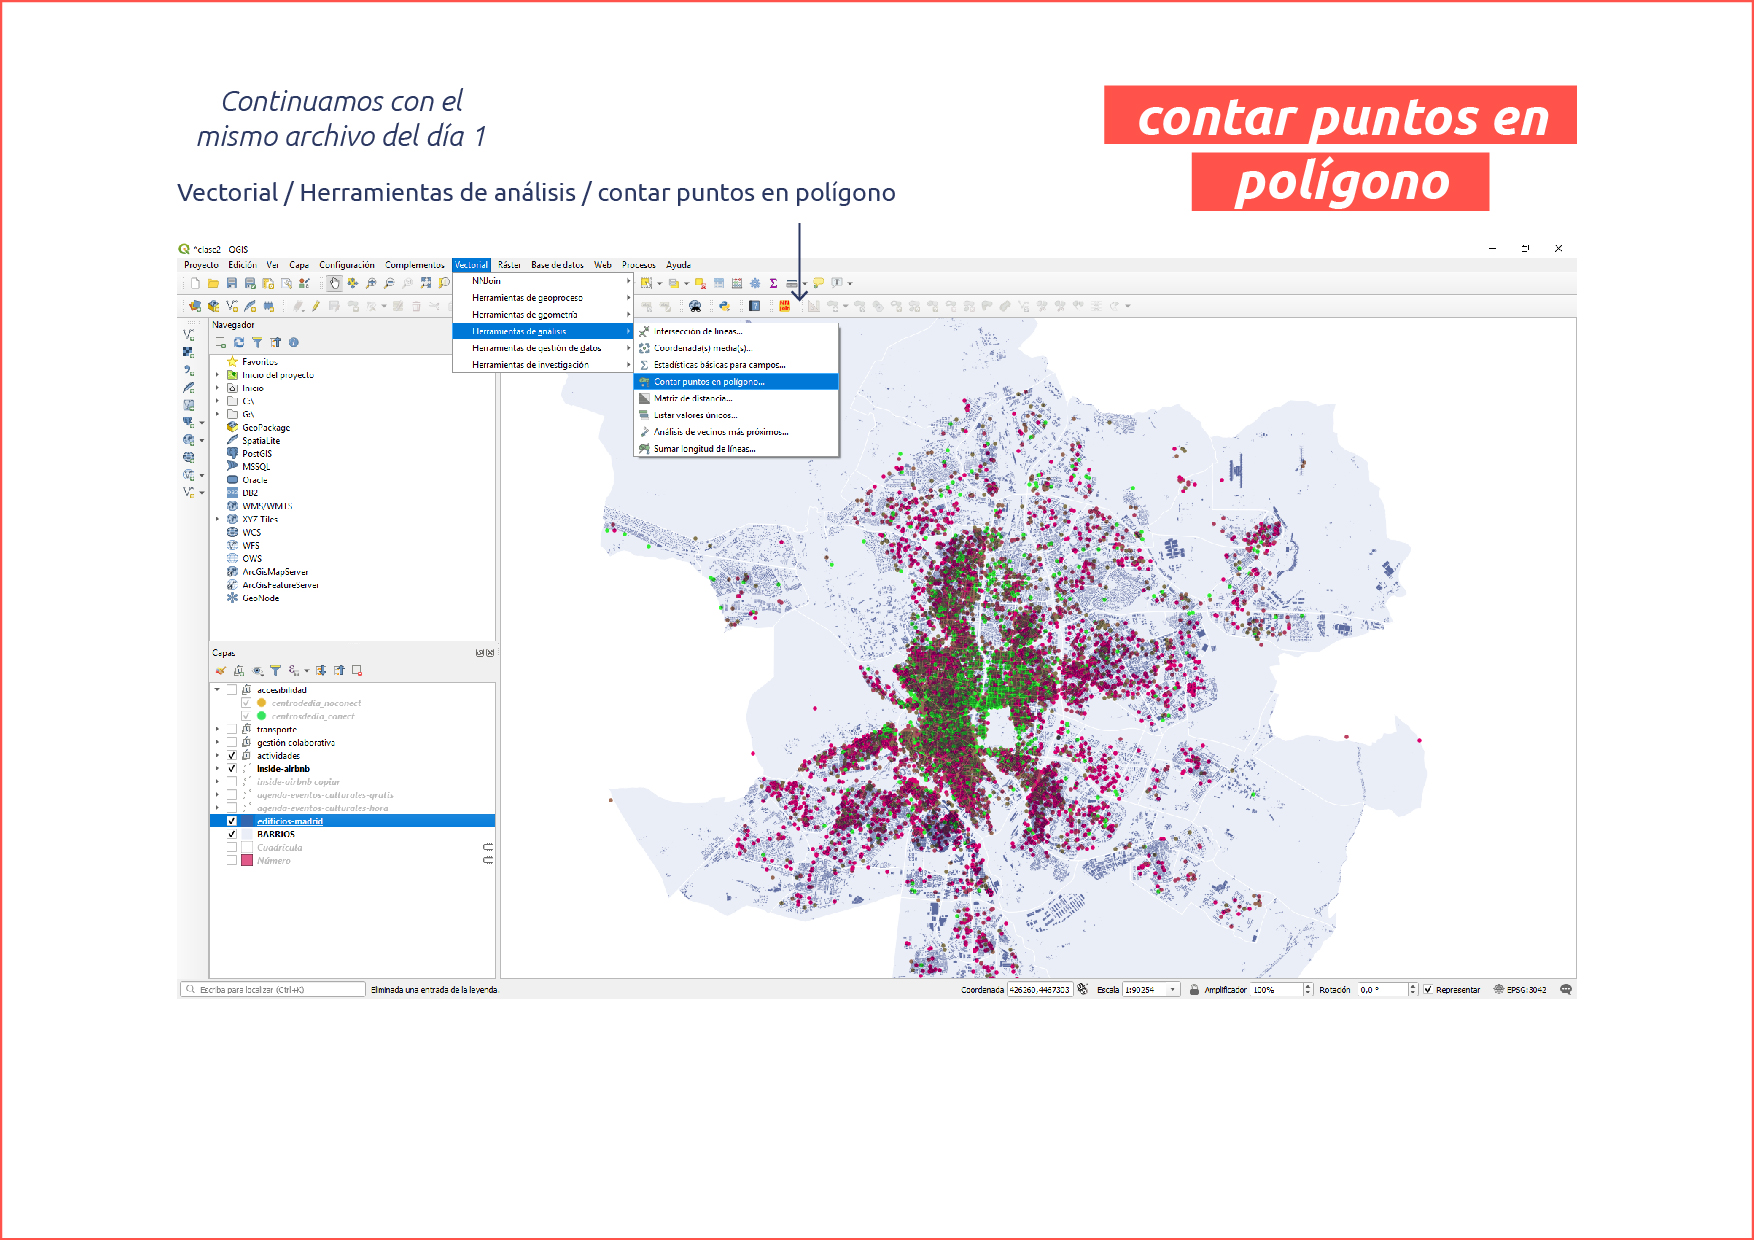 Continuamos con el
mismo archivo del día 1
contar puntos en
polígono
Vectorial / Herramientas de análisis / contar puntos en polígono
*clase2 - QGIS
Proyecto Edición Ver Capa Configuración Complementos Vectorial Ráster Base de datos Web Procesos Ayuda
NNJoin
Herramientas de geoproceso
Herramientas de geometría
Herramientas de análisis
Herramientas de gestión de datos
Herramientas de investigación
Intersección de líneas...
Coordenada(s) media(s)...
Estadísticas básicas para campos...
Contar puntos en polígono...
Matriz de distancia...
Listar valores únicos...
Análisis de vecinos más próximos...
Sumar longitud de líneas...
Navegador
Favoritos
Inicio del proyecto
Inicio
C:\
G:\
GeoPackage
SpatiaLite
PostGIS
MSSQL
Oracle
DB2
WMS/WMTS
XYZ Tiles
WCS
WFS
OWS
ArcGisMapServer
ArcGisFeatureServer
GeoNode
Capas
accesibilidad
centrodedia_noconect
centrosdedia_conect
transporte
gestión colaborativa
actividades
inside-airbnb
inside-airbnb copiar
agenda-eventos-culturales-gratis
agenda-eventos-culturales-hora
edificios-madrid
BARRIOS
Cuadrícula
Número
Escriba para localizar (Ctrl+K) Eliminada una entrada de la leyenda. Coordenada 426260,4487303 Escala 1:90254 Amplificador 100% Rotación 0,0 ° Representar EPSG:3042